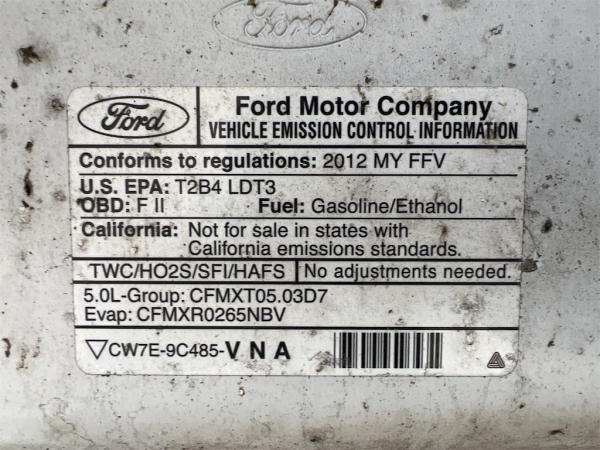 Ford
Ford
Ford Motor Company
VEHICLE EMISSION CONTROL INFORMATION
Conforms to regulations: 2012 MY FFV
U.S. EPA: T2B4 LDT3
OBD: F II Fuel: Gasoline/Ethanol
California: Not for sale in states with
California emissions standards.
TWC/HO2S/SFI/HAFS No adjustments needed.
5.0L-Group: CFMXT05.03D7
Evap: CFMXR0265NBV
CW7E-9C485-VNA